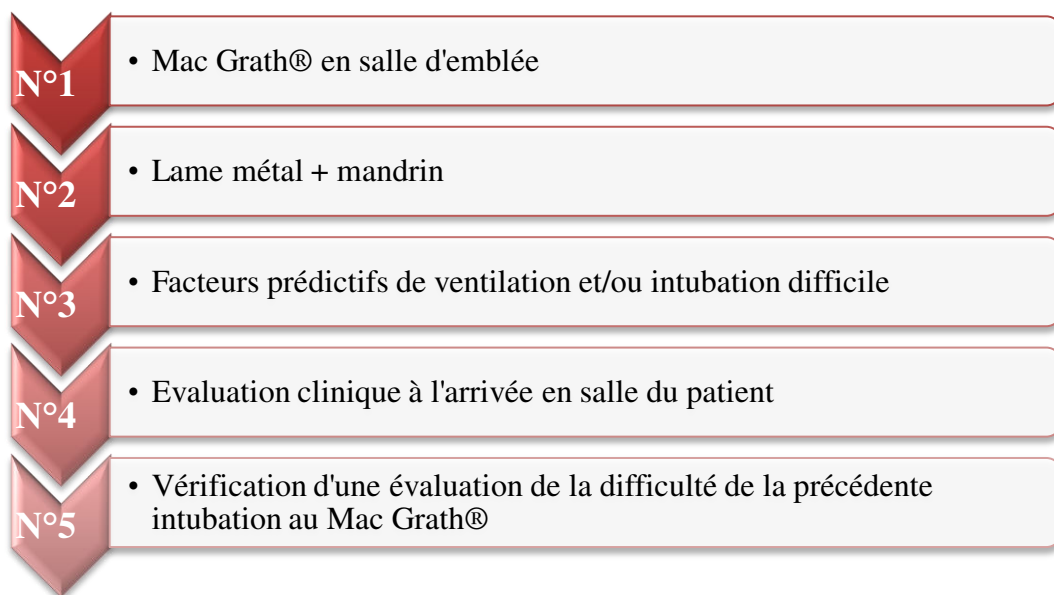 N°1
• Mac Grath® en salle d'emblée
N°2
• Lame métal + mandrin
N°3
• Facteurs prédictifs de ventilation et/ou intubation difficile
N°4
• Evaluation clinique à l'arrivée en salle du patient
N°5
• Vérification d'une évaluation de la difficulté de la précédente
intubation au Mac Grath®